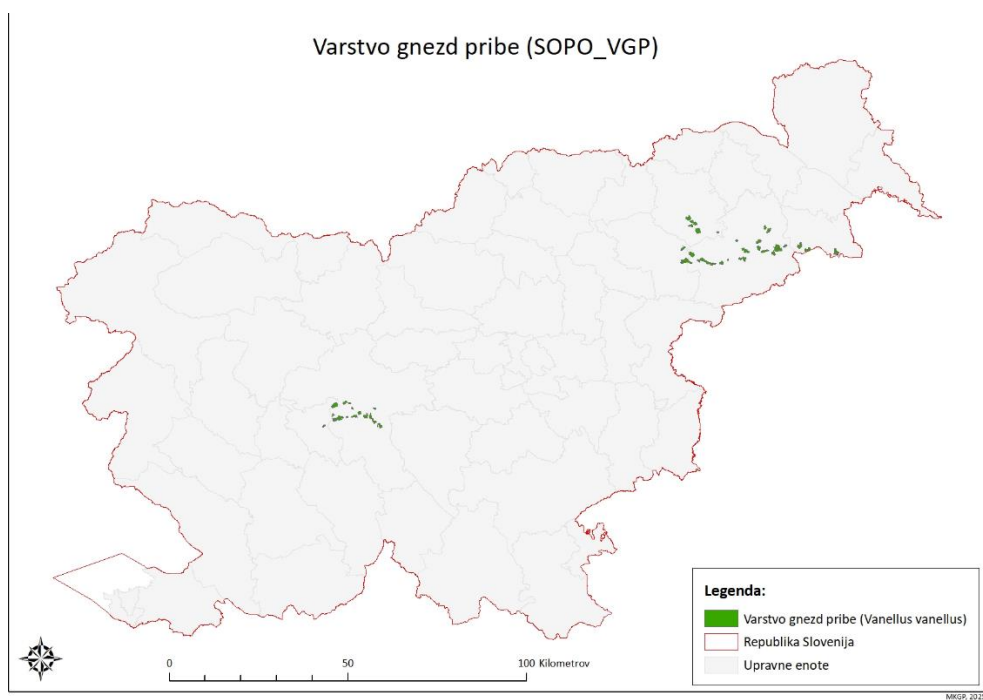 Varstvo gnezd pribe (SOPO_VGP)
Legenda:
Varstvo gnezd pribe (Vanellus vanellus)
Republika Slovenija
Upravne enote
0 50 100 Kilometrov